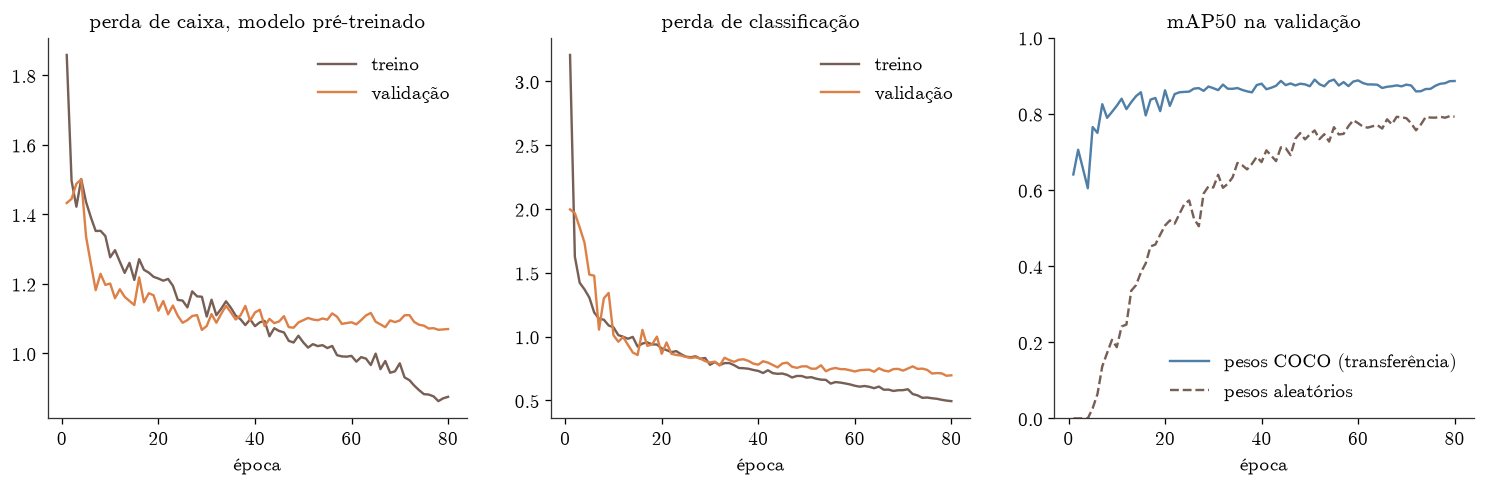 perda de caixa, modelo pré-treinado
treino
validação
1.8
1.6
1.4
1.2
1.0
0
20
40
60
80
época
perda de classificação
treino
validação
3.0
2.5
2.0
1.5
1.0
0.5
0
20
40
60
80
época
mAP50 na validação
1.0
0.8
0.6
0.4
0.2
0.0
pesos COCO (transferência)
pesos aleatórios
0
20
40
60
80
época